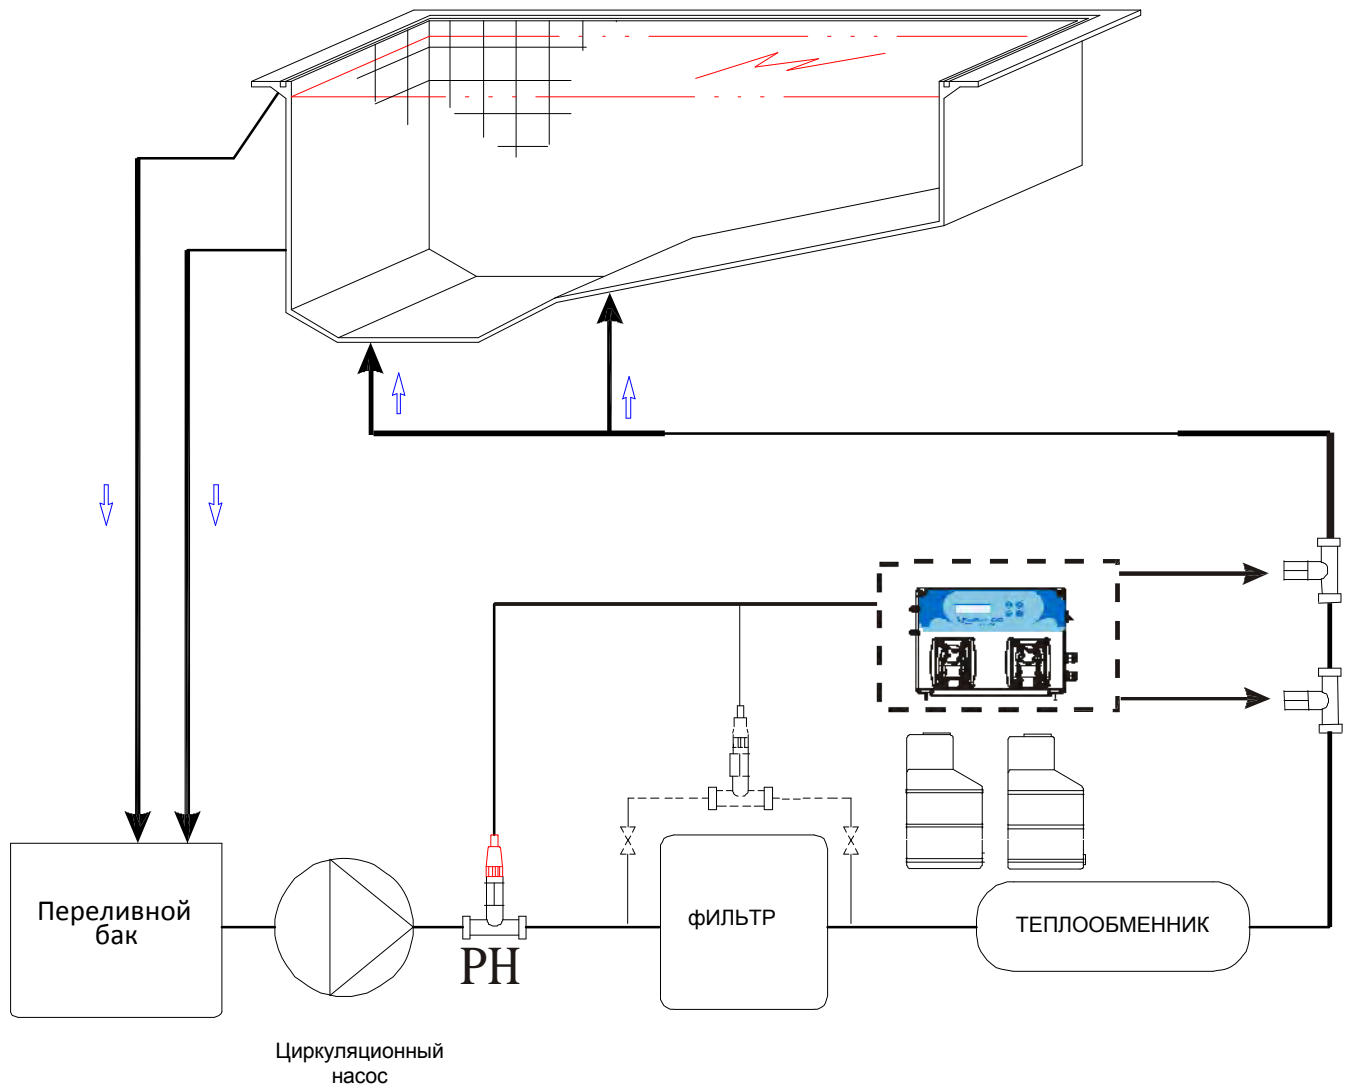 Переливной
бак
PH
фИЛЬТР
ТЕПЛООБМЕННИК
Циркуляционный
насос